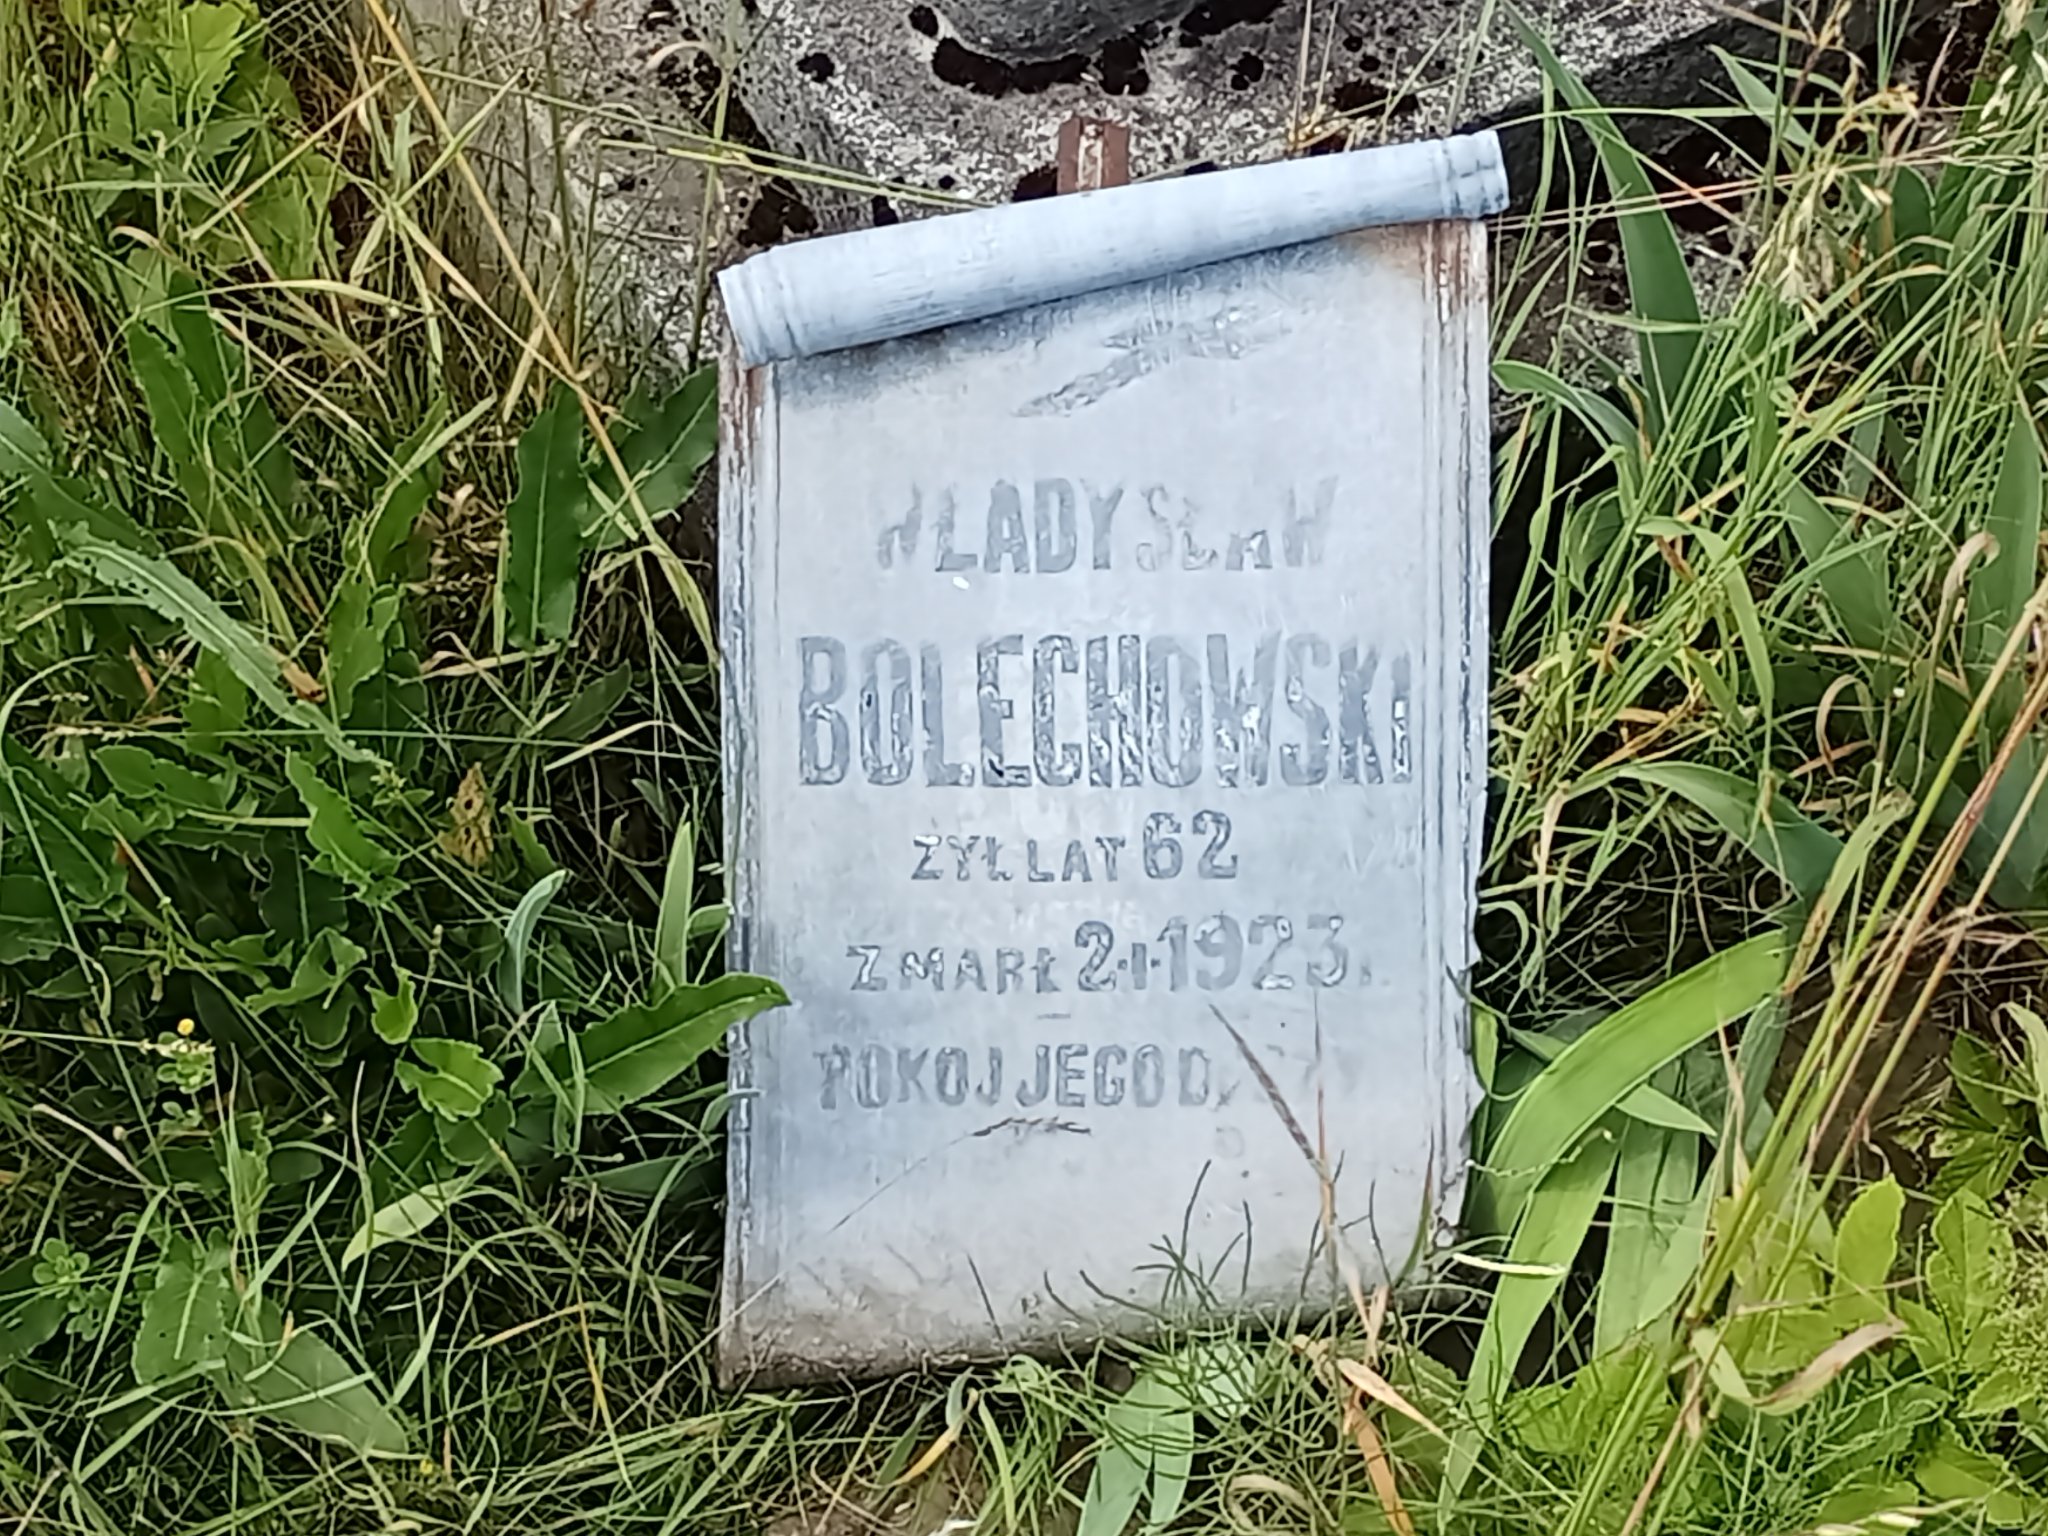 WŁADYSŁAW
BOLECHOWSKI
ŻYŁ LAT 62
ZMARŁ 2·I·1923.
POKÓJ JEGO